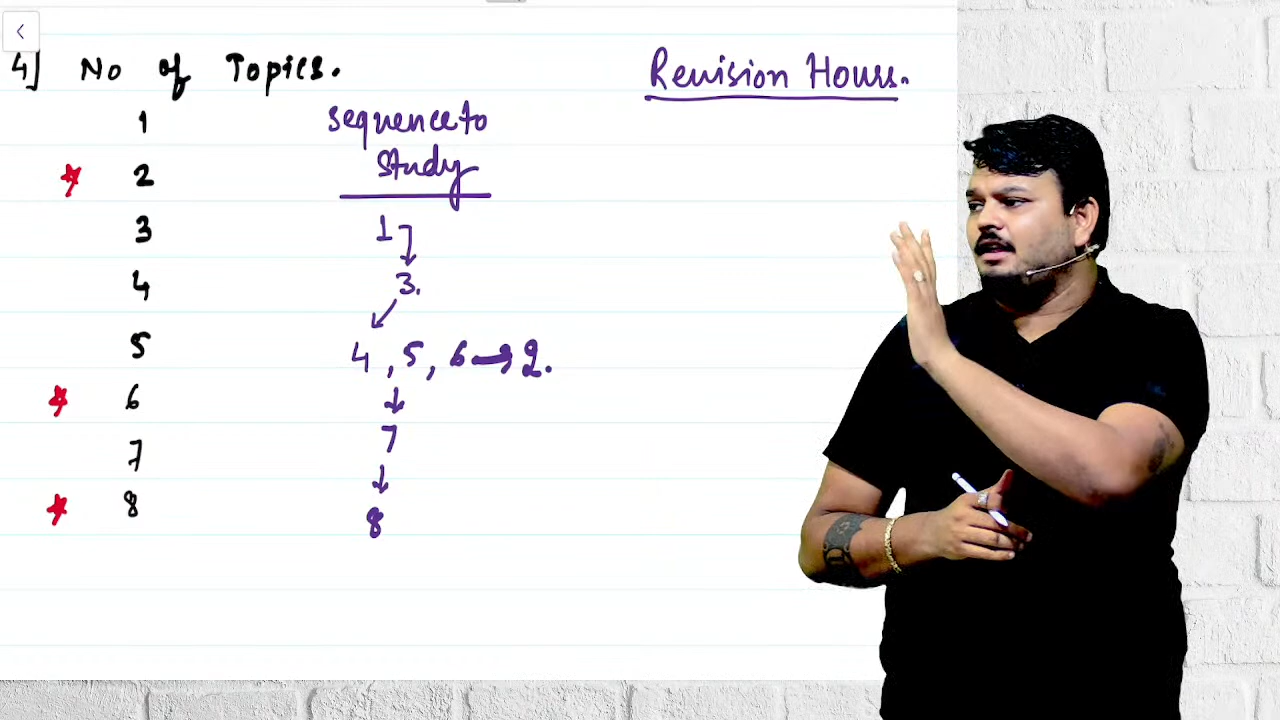 4] No of Topics.
1
2
3
4
5
6
7
8
sequence to
study
1
3.
4, 5, 6 → 2.
↓
7
↓
8
Revision Hours.